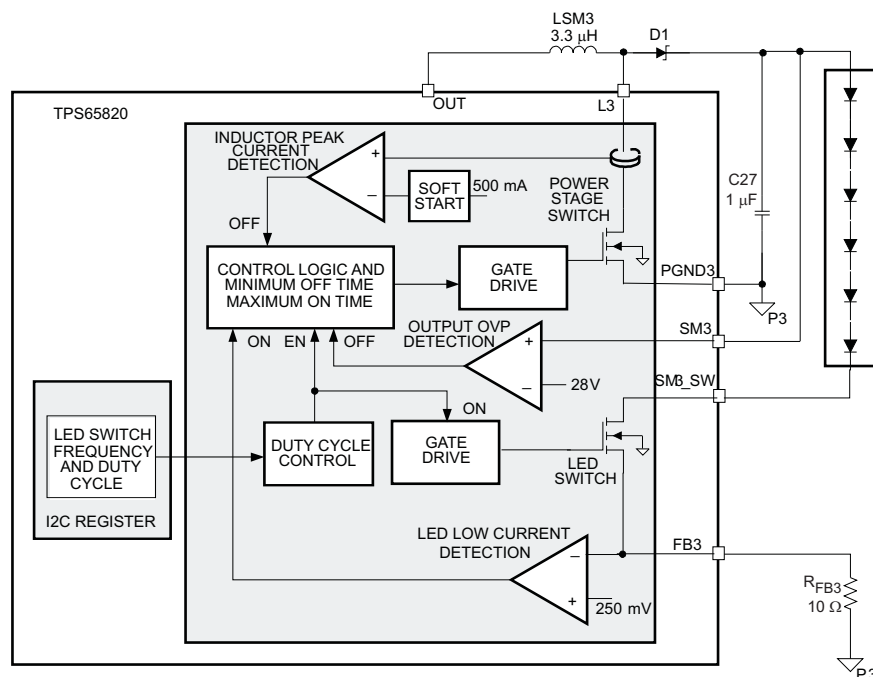 LSM3
3.3 μH
D1
OUT
L3
TPS65820
INDUCTOR PEAK
CURRENT
DETECTION
+
–
SOFT
START
500 mA
POWER
STAGE
SWITCH
C27
1 μF
OFF
CONTROL LOGIC AND
MINIMUM OFF TIME
MAXIMUM ON TIME
GATE
DRIVE
PGND3
P3
ON
EN
OFF
OUTPUT OVP
DETECTION
+
–
28V
SM3
SM3_SW
ON
LED SWITCH
FREQUENCY
AND DUTY
CYCLE
I2C REGISTER
DUTY CYCLE
CONTROL
GATE
DRIVE
LED
SWITCH
LED LOW CURRENT
DETECTION
–
+
250 mV
FB3
RFB3
10 Ω
P3